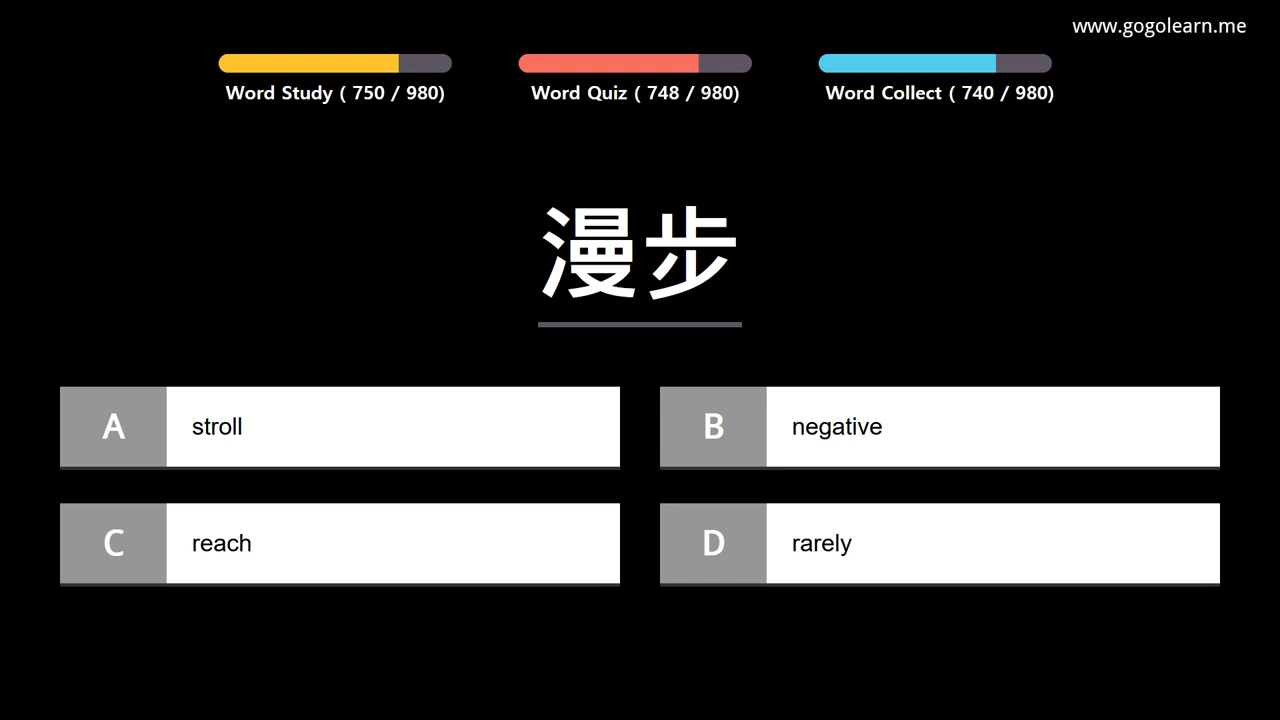 www.gogolearn.me
Word Study ( 750 / 980)
Word Quiz ( 748 / 980)
Word Collect ( 740 / 980)
漫步
A stroll
B negative
C reach
D rarely